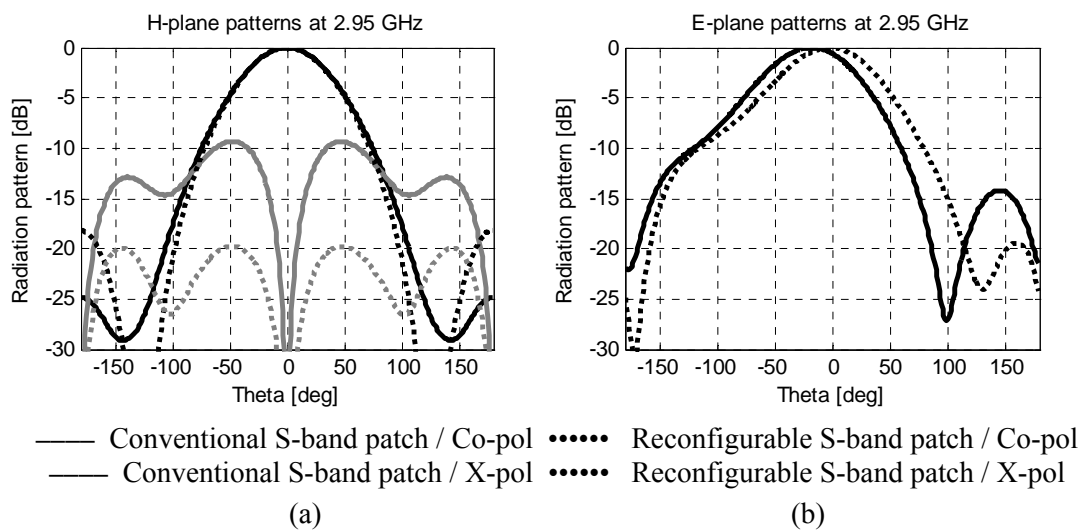 H-plane patterns at 2.95 GHz
0
-5
-10
-15
-20
-25
-30
Radiation pattern [dB]
-150 -100 -50 0 50 100 150
Theta [deg]
E-plane patterns at 2.95 GHz
0
-5
-10
-15
-20
-25
-30
Radiation pattern [dB]
-150 -100 -50 0 50 100 150
Theta [deg]
Conventional S-band patch / Co-pol Reconfigurable S-band patch / Co-pol
Conventional S-band patch / X-pol Reconfigurable S-band patch / X-pol
(a) (b)